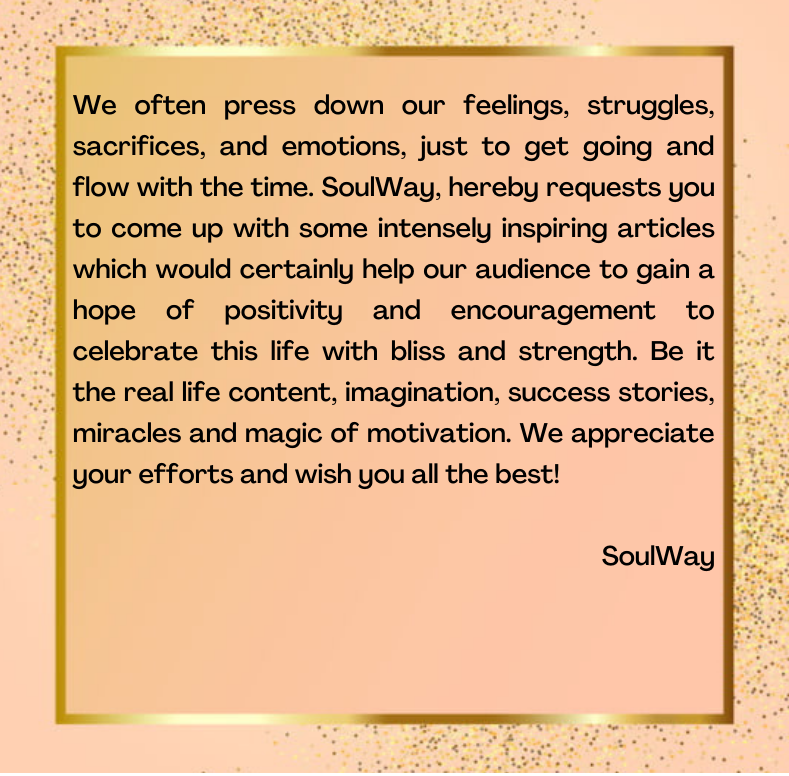 We often press down our feelings, struggles,
sacrifices, and emotions, just to get going and
flow with the time. SoulWay, hereby requests you
to come up with some intensely inspiring articles
which would certainly help our audience to gain a
hope of positivity and encouragement to
celebrate this life with bliss and strength. Be it
the real life content, imagination, success stories,
miracles and magic of motivation. We appreciate
your efforts and wish you all the best!
SoulWay